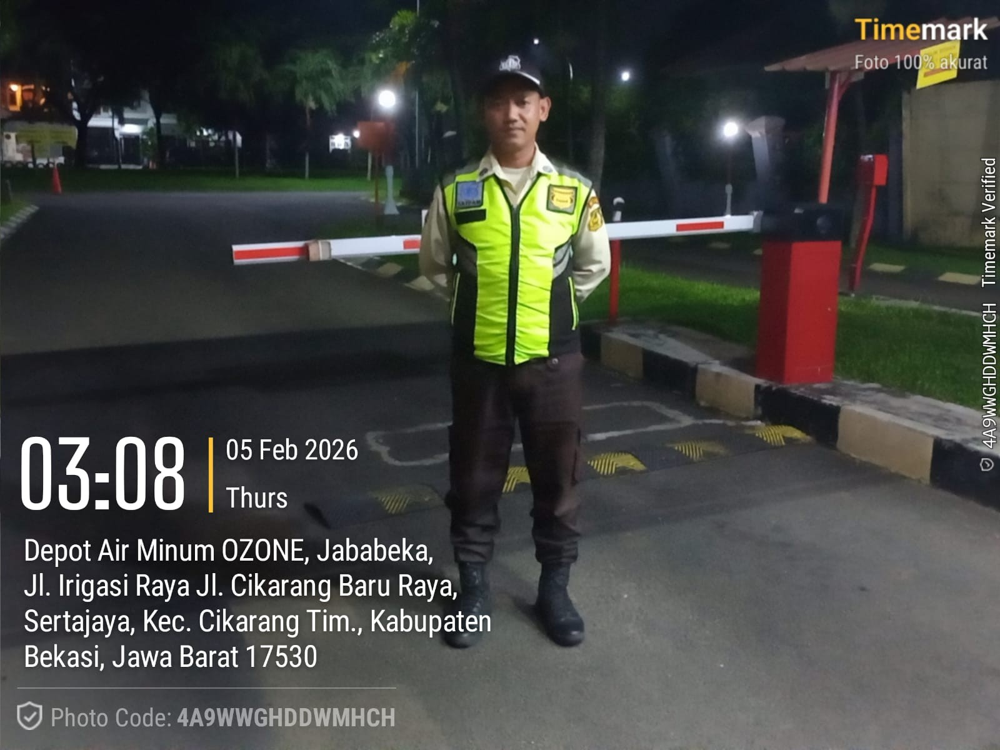 Timemark
Foto 100% akurat
SATPAM
03:08
05 Feb 2026
Thurs
Depot Air Minum OZONE, Jababeka,
Jl. Irigasi Raya Jl. Cikarang Baru Raya,
Sertajaya, Kec. Cikarang Tim., Kabupaten
Bekasi, Jawa Barat 17530
Photo Code: 4A9WWGHDDWMHCH
4A9WWGHDDWMHCH Timemark Verified